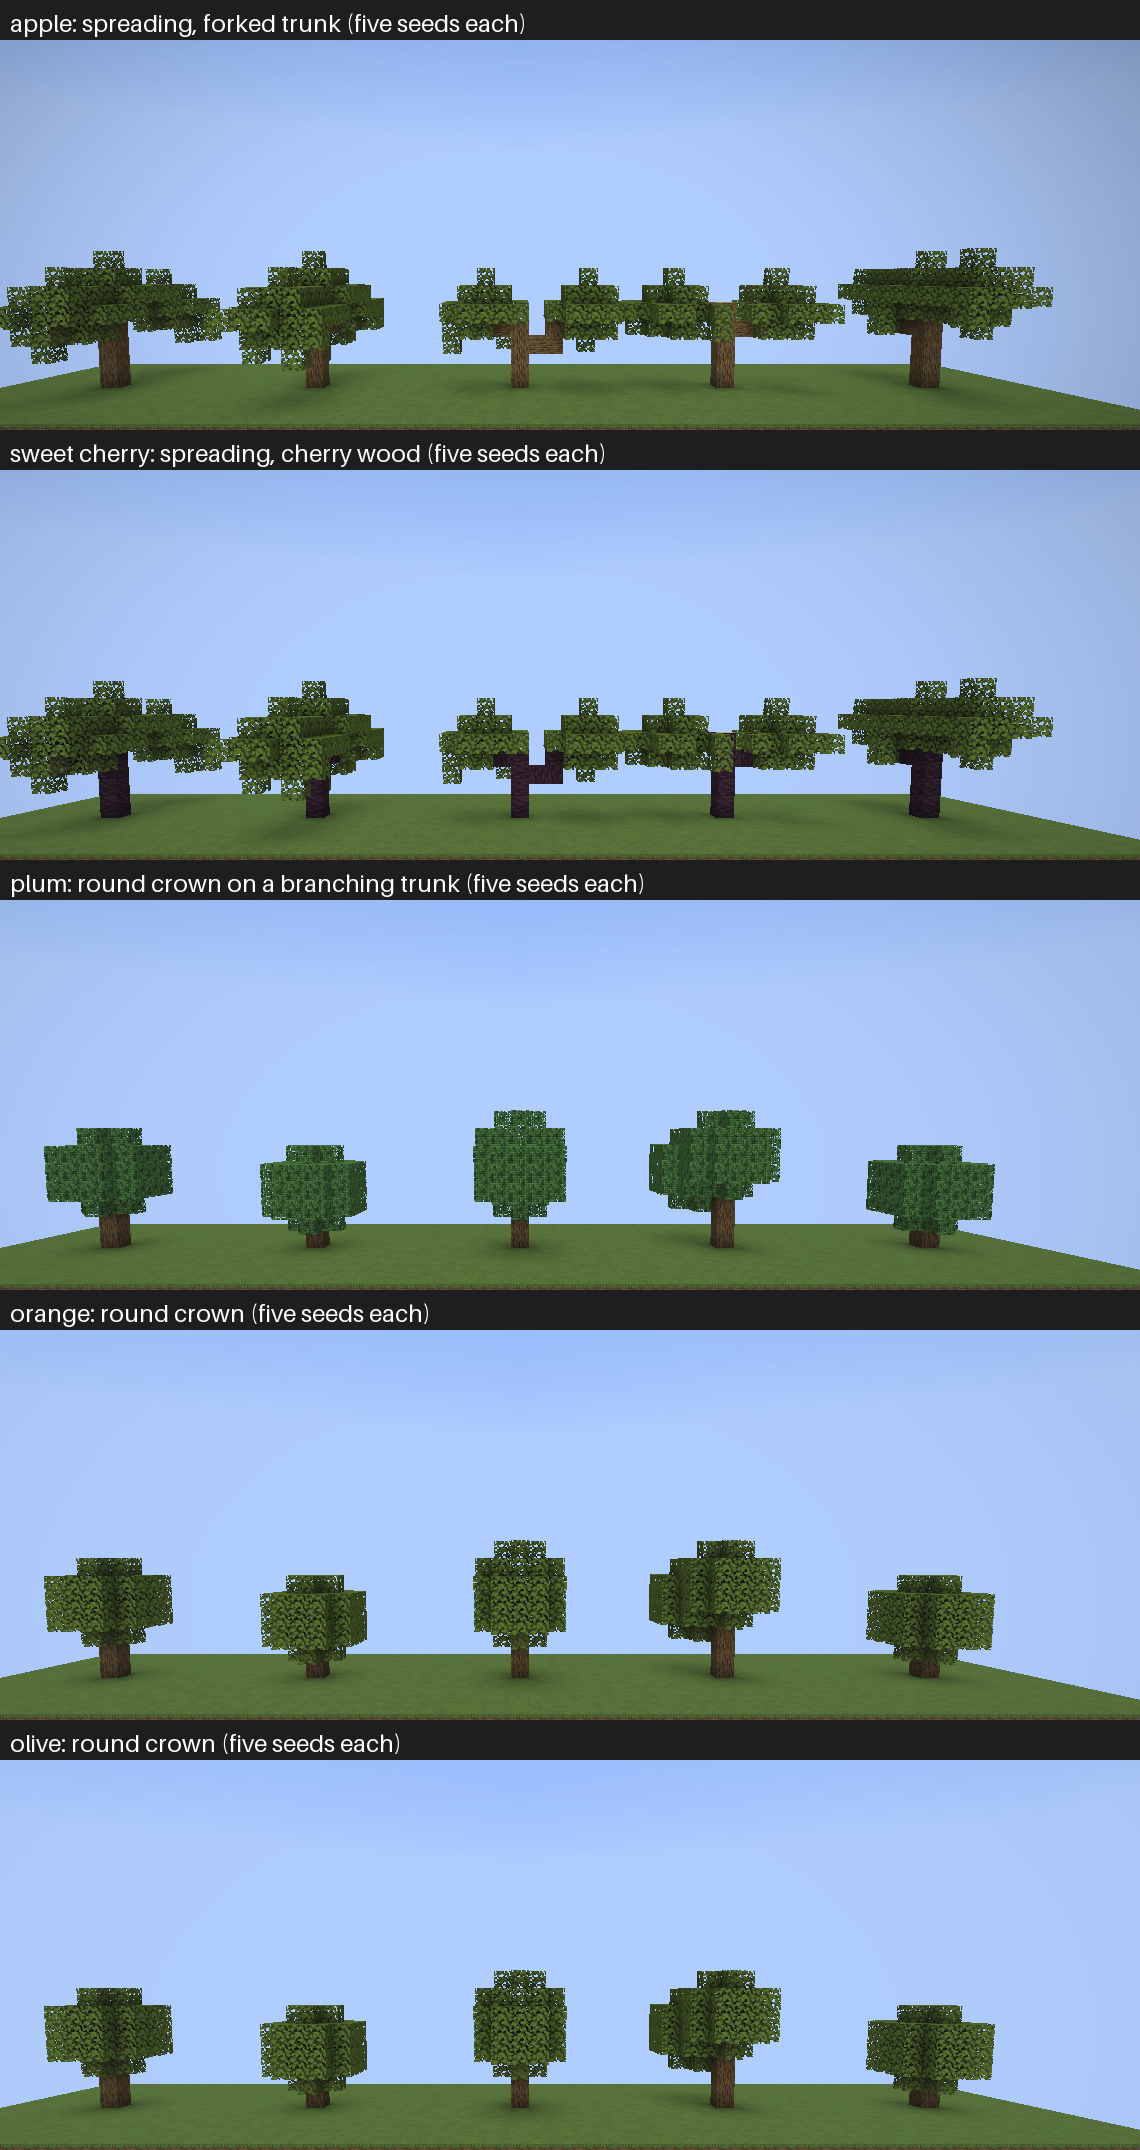 apple: spreading, forked trunk (five seeds each)
sweet cherry: spreading, cherry wood (five seeds each)
plum: round crown on a branching trunk (five seeds each)
orange: round crown (five seeds each)
olive: round crown (five seeds each)